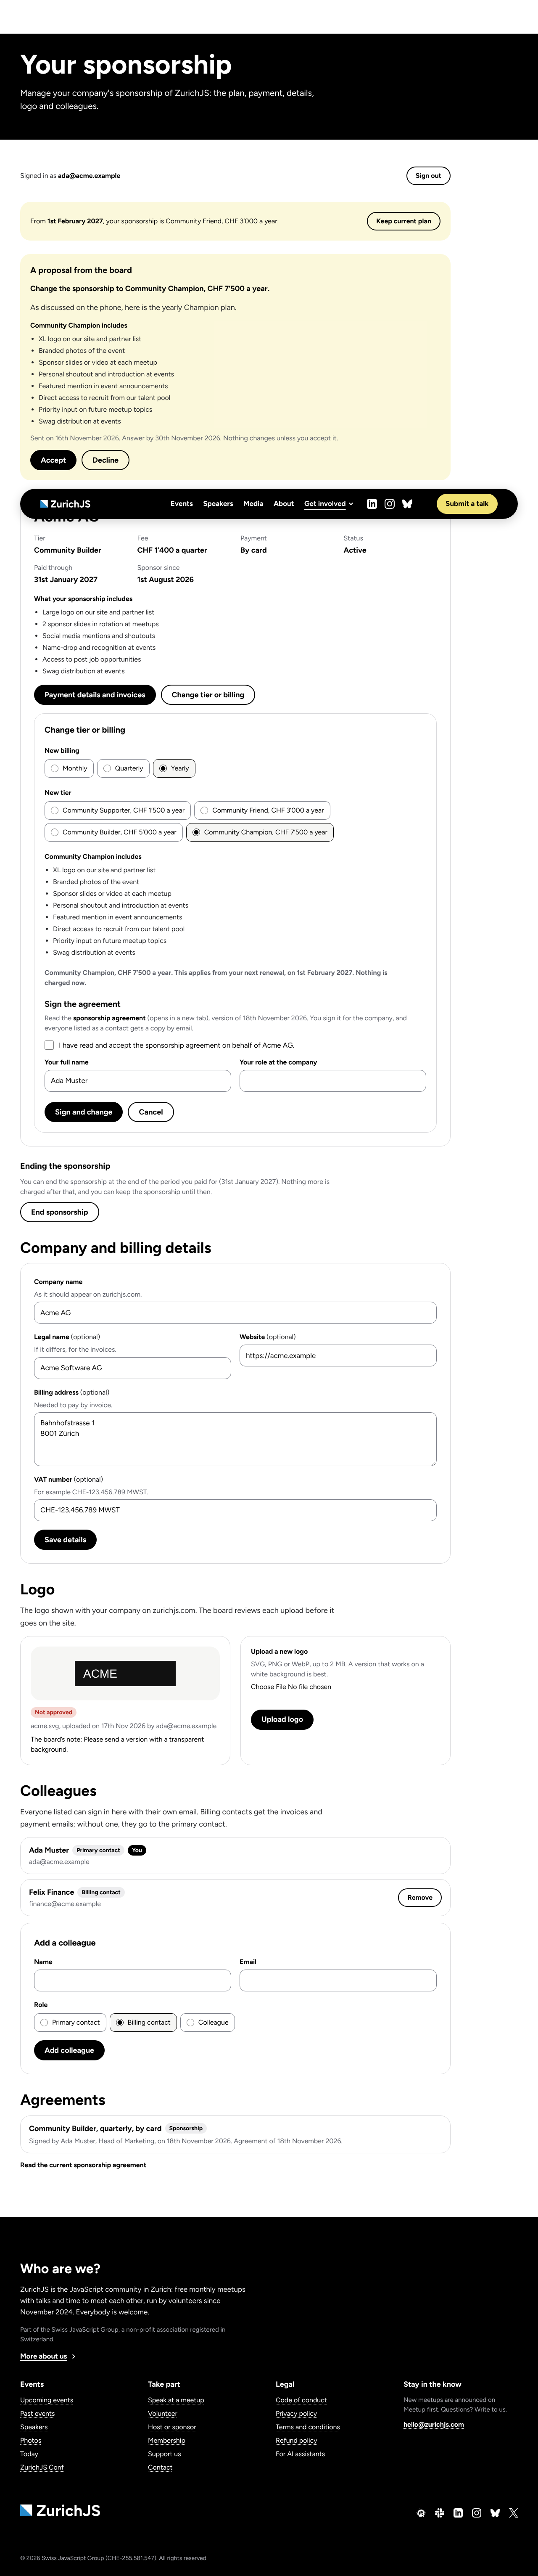 Your sponsorship
Manage your company's sponsorship of ZurichJS: the plan, payment, details,
logo and colleagues.
Signed in as ada@acme.example
Sign out
From 1st February 2027, your sponsorship is Community Friend, CHF 3'000 a year.
Keep current plan
A proposal from the board
Change the sponsorship to Community Champion, CHF 7'500 a year.
As discussed on the phone, here is the yearly Champion plan.
Community Champion includes
XL logo on our site and partner list
Branded photos of the event
Sponsor slides or video at each meetup
Personal shoutout and introduction at events
Featured mention in event announcements
Direct access to recruit from our talent pool
Priority input on future meetup topics
Swag distribution at events
Sent on 16th November 2026. Answer by 30th November 2026. Nothing changes unless you accept it.
Accept
Decline
ZurichJS
Events
Speakers
Media
About
Get involved
Submit a talk
Acme AG
Tier
Fee
Payment
Status
Community Builder
CHF 1'400 a quarter
By card
Active
Paid through
Sponsor since
31st January 2027
1st August 2026
What your sponsorship includes
Large logo on our site and partner list
2 sponsor slides in rotation at meetups
Social media mentions and shoutouts
Name-drop and recognition at events
Access to post job opportunities
Swag distribution at events
Payment details and invoices
Change tier or billing
Change tier or billing
New billing
Monthly
Quarterly
Yearly
New tier
Community Supporter, CHF 1'500 a year
Community Friend, CHF 3'000 a year
Community Builder, CHF 5'000 a year
Community Champion, CHF 7'500 a year
Community Champion includes
XL logo on our site and partner list
Branded photos of the event
Sponsor slides or video at each meetup
Personal shoutout and introduction at events
Featured mention in event announcements
Direct access to recruit from our talent pool
Priority input on future meetup topics
Swag distribution at events
Community Champion, CHF 7'500 a year. This applies from your next renewal, on 1st February 2027. Nothing is
charged now.
Sign the agreement
Read the sponsorship agreement (opens in a new tab), version of 18th November 2026. You sign it for the company, and
everyone listed as a contact gets a copy by email.
I have read and accept the sponsorship agreement on behalf of Acme AG.
Your full name
Your role at the company
Ada Muster
Sign and change
Cancel
Ending the sponsorship
You can end the sponsorship at the end of the period you paid for (31st January 2027). Nothing more is
charged after that, and you can keep the sponsorship until then.
End sponsorship
Company and billing details
Company name
As it should appear on zurichjs.com.
Acme AG
Legal name (optional)
Website (optional)
If it differs, for the invoices.
https://acme.example
Acme Software AG
Billing address (optional)
Needed to pay by invoice.
Bahnhofstrasse 1
8001 Zürich
VAT number (optional)
For example CHE-123.456.789 MWST.
CHE-123.456.789 MWST
Save details
Logo
The logo shown with your company on zurichjs.com. The board reviews each upload before it
goes on the site.
ACME
Not approved
acme.svg, uploaded on 17th Nov 2026 by ada@acme.example
The board's note: Please send a version with a transparent
background.
Upload a new logo
SVG, PNG or WebP, up to 2 MB. A version that works on a
white background is best.
Choose File No file chosen
Upload logo
Colleagues
Everyone listed can sign in here with their own email. Billing contacts get the invoices and
payment emails; without one, they go to the primary contact.
Ada Muster
Primary contact
You
ada@acme.example
Felix Finance
Billing contact
finance@acme.example
Remove
Add a colleague
Name
Email
Role
Primary contact
Billing contact
Colleague
Add colleague
Agreements
Community Builder, quarterly, by card
Sponsorship
Signed by Ada Muster, Head of Marketing, on 18th November 2026. Agreement of 18th November 2026.
Read the current sponsorship agreement
Who are we?
ZurichJS is the JavaScript community in Zurich: free monthly meetups
with talks and time to meet each other, run by volunteers since
November 2024. Everybody is welcome.
Part of the Swiss JavaScript Group, a non-profit association registered in
Switzerland.
More about us
Events
Upcoming events
Past events
Speakers
Photos
Today
ZurichJS Conf
Take part
Speak at a meetup
Volunteer
Host or sponsor
Membership
Support us
Contact
Legal
Code of conduct
Privacy policy
Terms and conditions
Refund policy
For AI assistants
Stay in the know
New meetups are announced on
Meetup first. Questions? Write to us.
hello@zurichjs.com
ZurichJS
© 2026 Swiss JavaScript Group (CHE-255.581.547). All rights reserved.